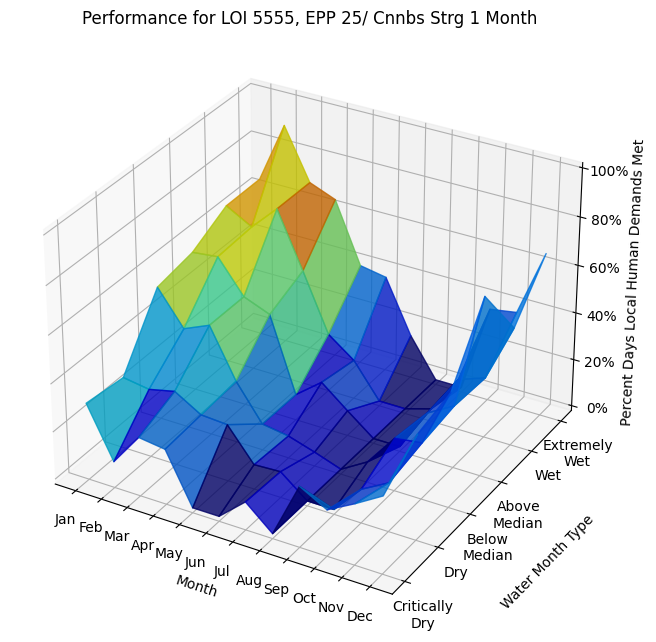 Performance for LOI 5555, EPP 25/ Cnnbs Strg 1 Month
100%
80%
60%
40%
20%
0%
Percent Days Local Human Demands Met
Extremely
Wet
Wet
Above
Median
Below
Median
Dry
Critically
Dry
Water Month Type
Jan
Feb
Mar
Apr
May
Jun
Jul
Aug
Sep
Oct
Nov
Dec
Month